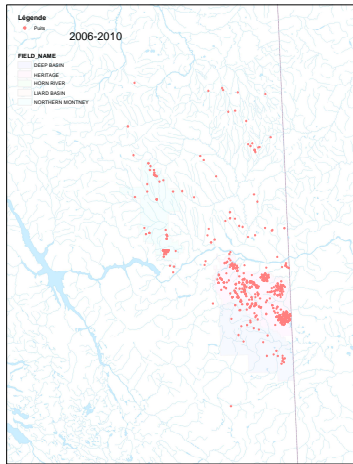 Légende
Puits
2006-2010
FIELD_NAME
DEEP BASIN
HERITAGE
HORN RIVER
LIARD BASIN
NORTHERN MONTNEY